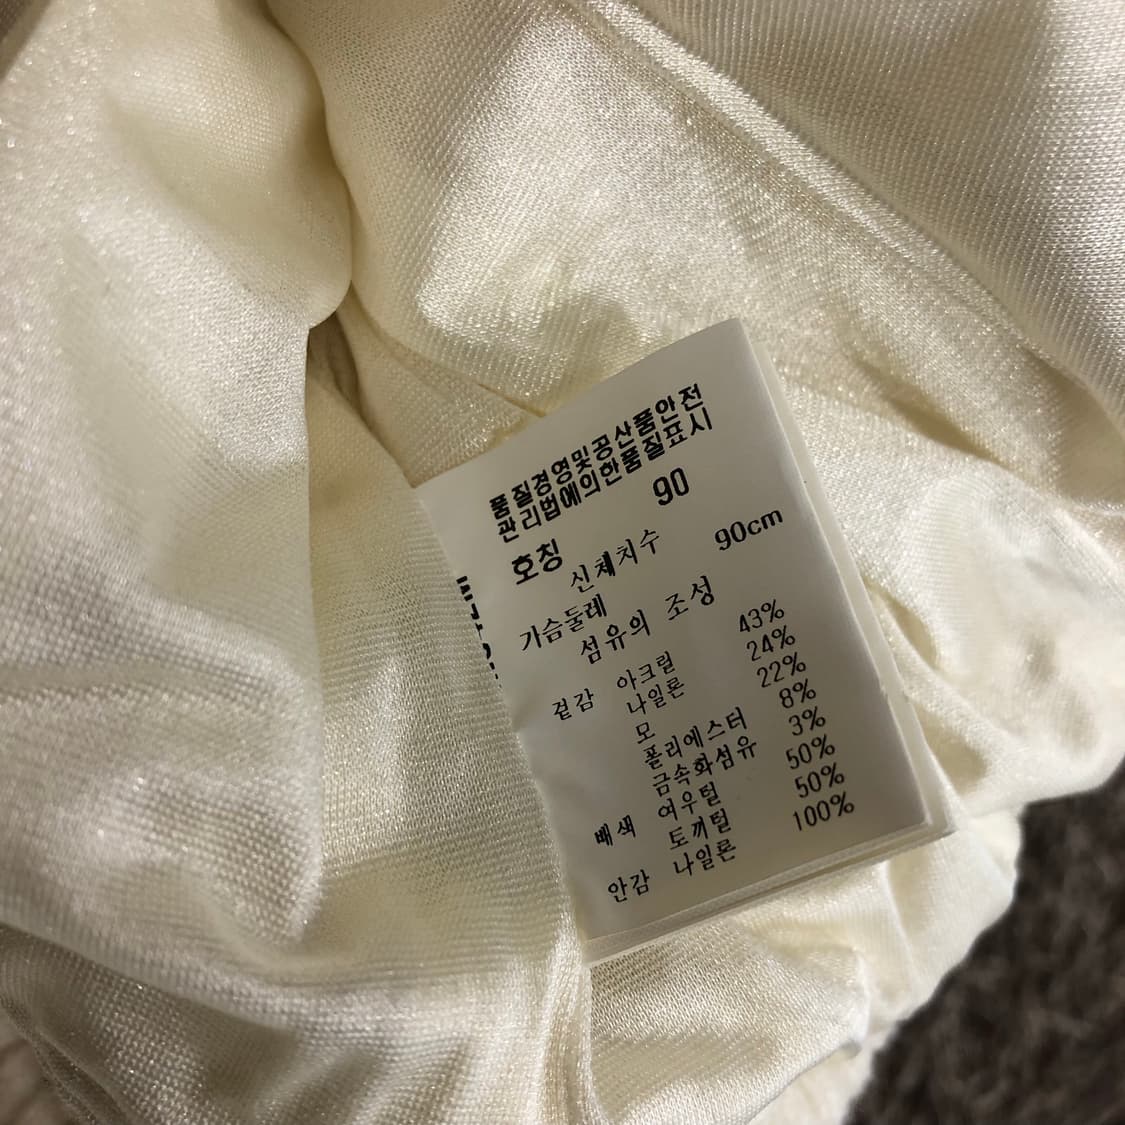 품질경영및공산품안전
관리법에의한품질표시
호칭 90
신체치수
가슴둘레 90cm
섬유의 조성
겉감 아크릴 43%
나일론 24%
모 22%
폴리에스터 8%
금속화섬유 3%
배색 여우털 50%
토끼털 50%
안감 나일론 100%